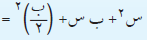 س² + ب س + (ب/٢)² =